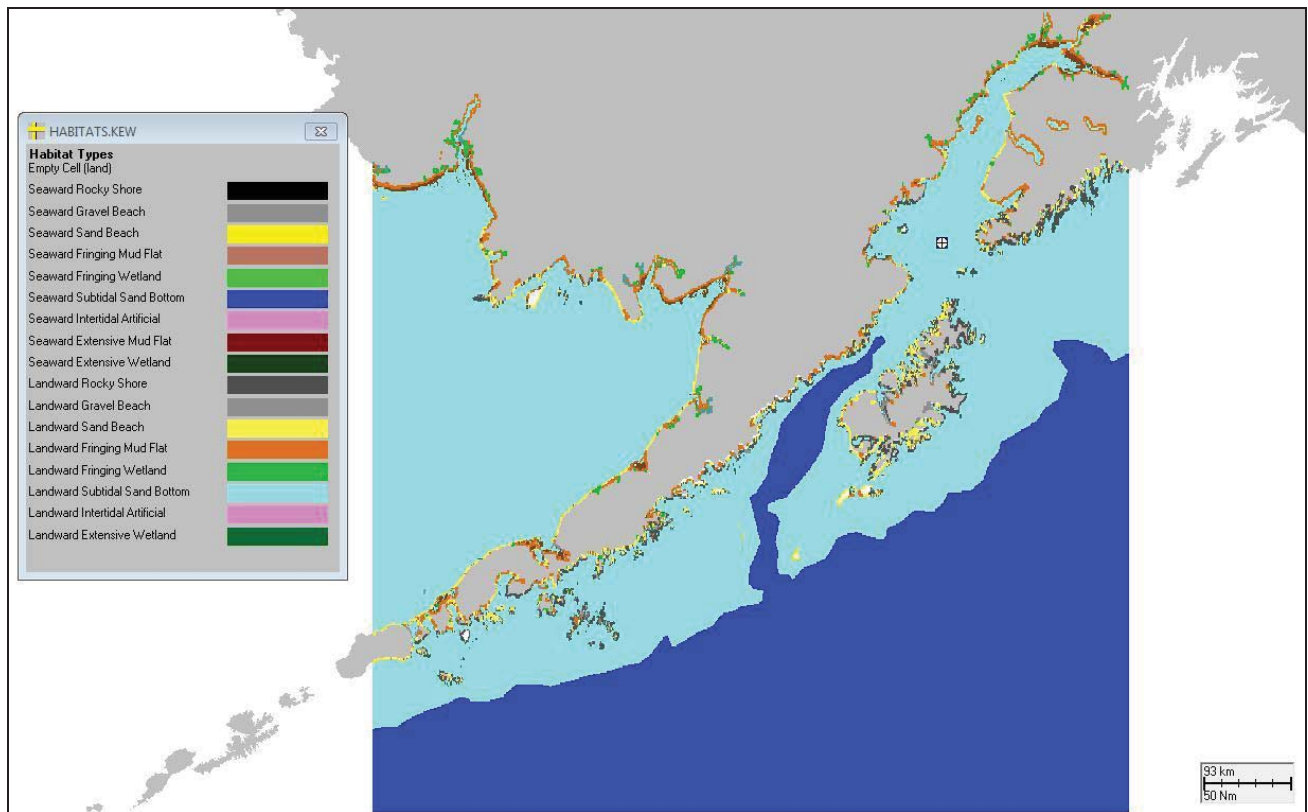 HABITATS.KEW
Habitat Types
Empty Cell (land)
Seaward Rocky Shore
Seaward Gravel Beach
Seaward Sand Beach
Seaward Fringing Mud Flat
Seaward Fringing Wetland
Seaward Subtidal Sand Bottom
Seaward Intertidal Artificial
Seaward Extensive Mud Flat
Seaward Extensive Wetland
Landward Rocky Shore
Landward Gravel Beach
Landward Sand Beach
Landward Fringing Mud Flat
Landward Fringing Wetland
Landward Subtidal Sand Bottom
Landward Intertidal Artificial
Landward Extensive Wetland
93 km
50 Nm